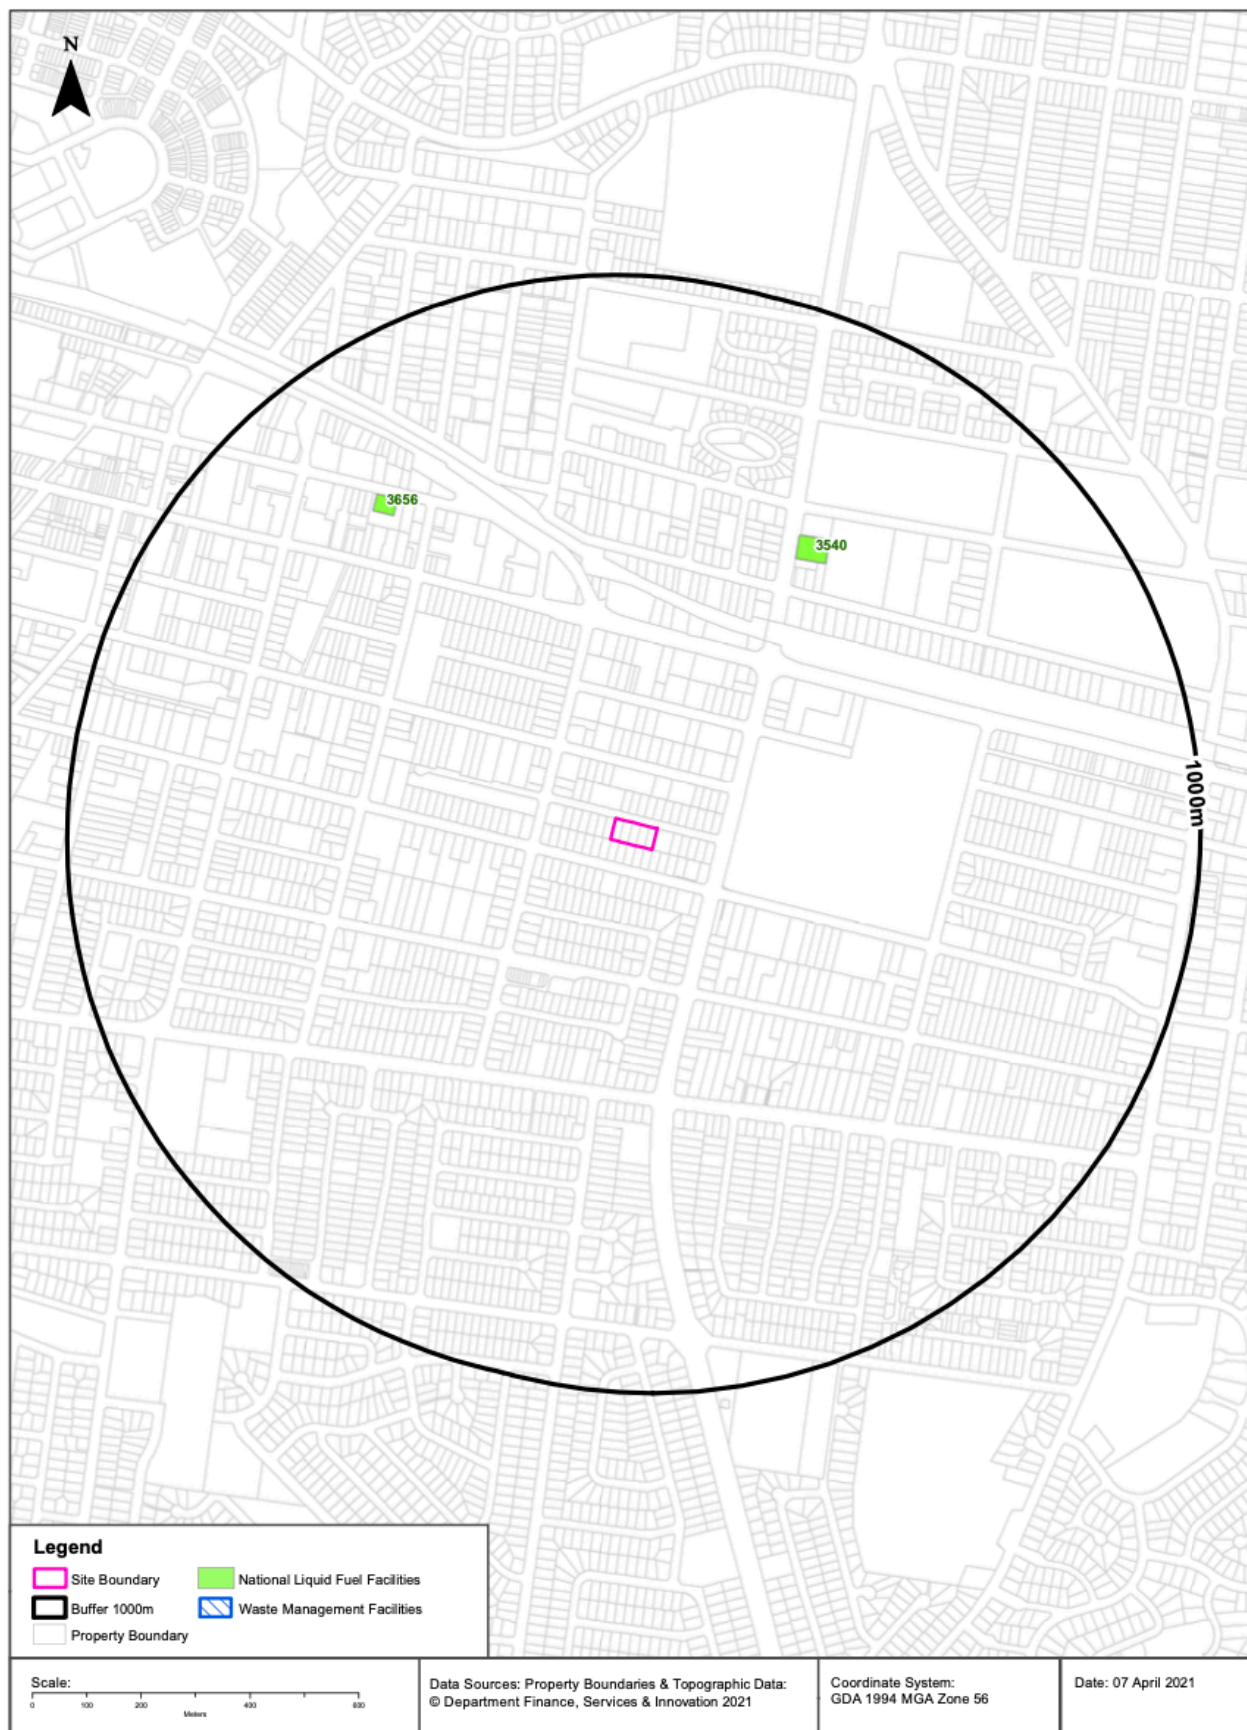 N
3656
3540
1000m
Legend
Site Boundary
National Liquid Fuel Facilities
Buffer 1000m
Waste Management Facilities
Property Boundary
Scale:
0 100 200 400 600
Meters
Data Sources: Property Boundaries & Topographic Data:
© Department Finance, Services & Innovation 2021
Coordinate System:
GDA 1994 MGA Zone 56
Date: 07 April 2021